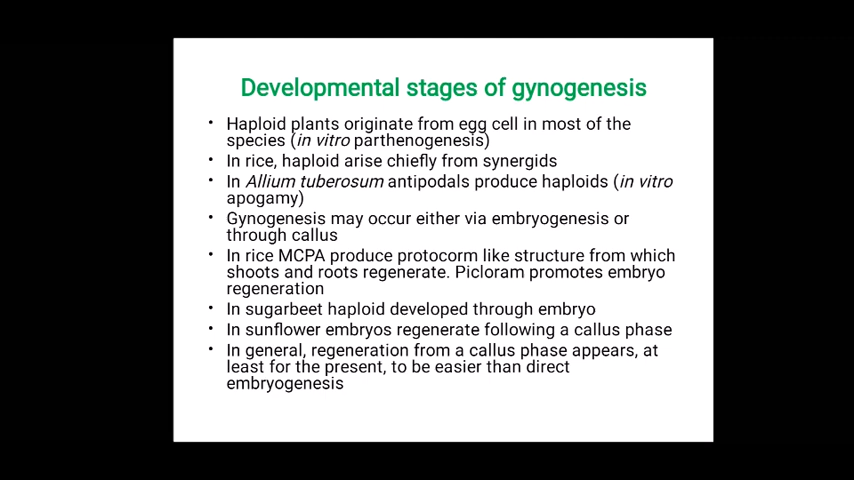 Developmental stages of gynogenesis
• Haploid plants originate from egg cell in most of the
species (in vitro parthenogenesis)
• In rice, haploid arise chiefly from synergids
• In Allium tuberosum antipodals produce haploids (in vitro
apogamy)
• Gynogenesis may occur either via embryogenesis or
through callus
• In rice MCPA produce protocorm like structure from which
shoots and roots regenerate. Picloram promotes embryo
regeneration
• In sugarbeet haploid developed through embryo
• In sunflower embryos regenerate following a callus phase
• In general, regeneration from a callus phase appears, at
least for the present, to be easier than direct
embryogenesis